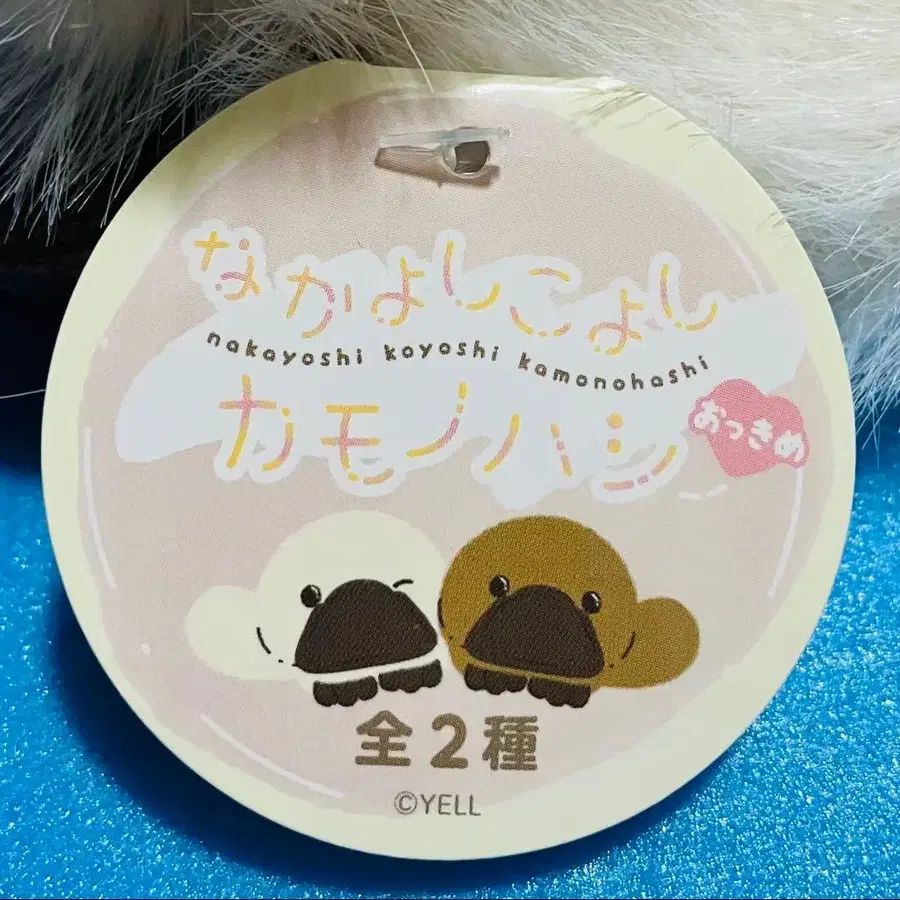 なかよしこよし
nakayoshi koyoshi kamonohashi
カモノハシ
おっきめ
全2種
©YELL